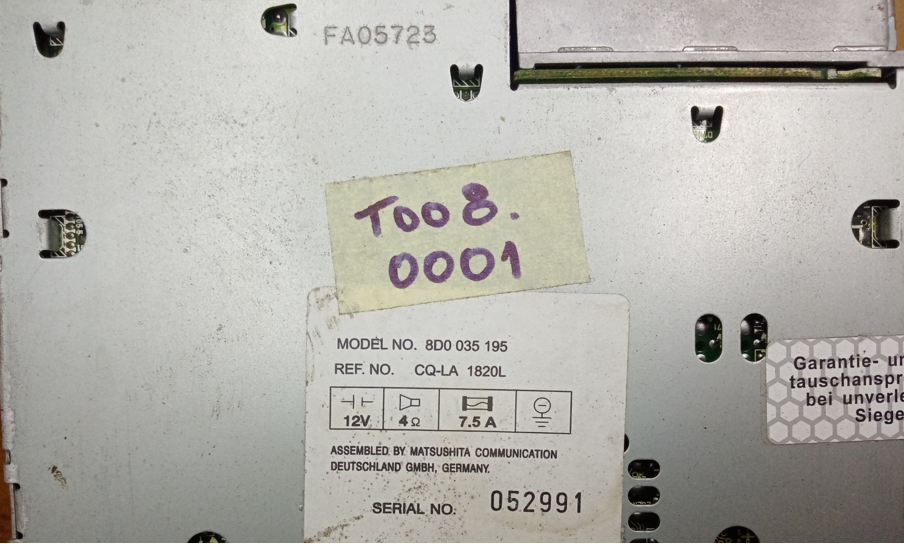 FA05723
T008.
0001
MODEL NO. 8D0 035 195
REF. NO. CQ-LA 1820L
12V 4Ω 7.5 A
ASSEMBLED BY MATSUSHITA COMMUNICATION
DEUTSCHLAND GMBH, GERMANY.
SERIAL NO: 052991
Garantie- un
tauschanspr
bei unverle
Siege